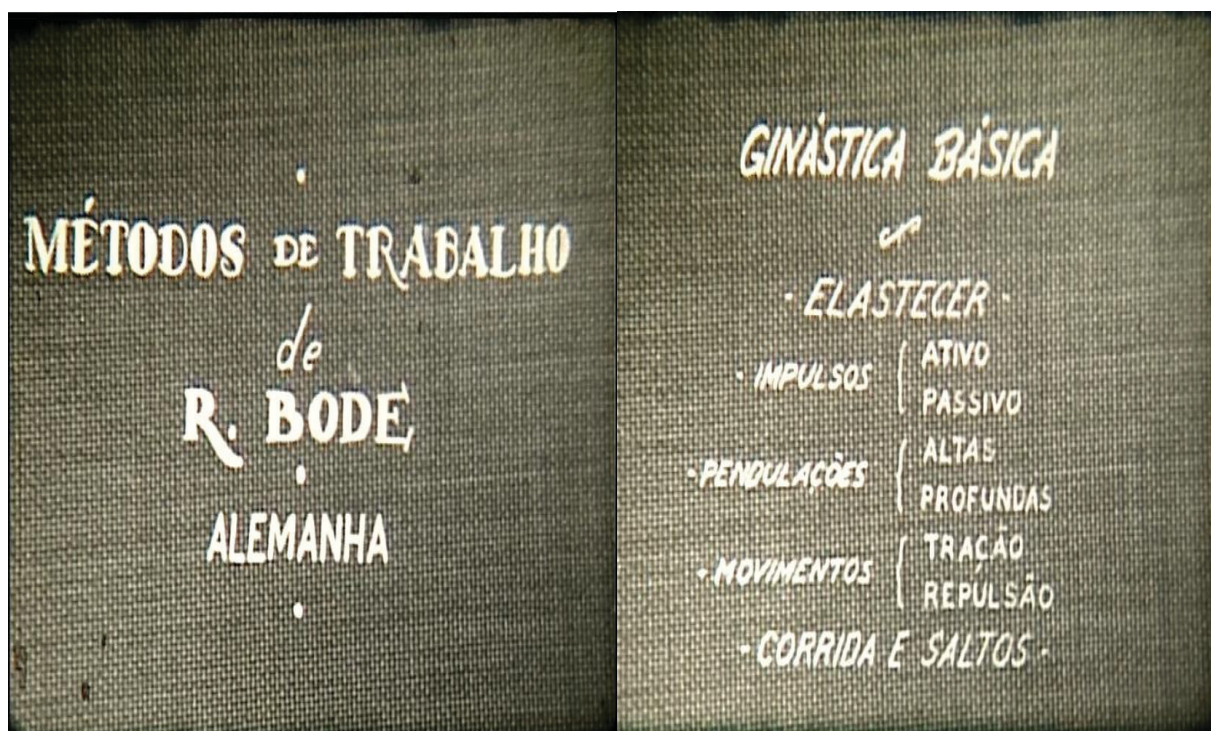 MÉTODOS DE TRABALHO
de
R. BODE
ALEMANHA
GINÁSTICA BÁSICA
· ELASTECER ·
· IMPULSOS { ATIVO
PASSIVO
· PENDULAÇÕES { ALTAS
PROFUNDAS
· MOVIMENTOS { TRAÇÃO
REPULSÃO
· CORRIDA E SALTOS ·